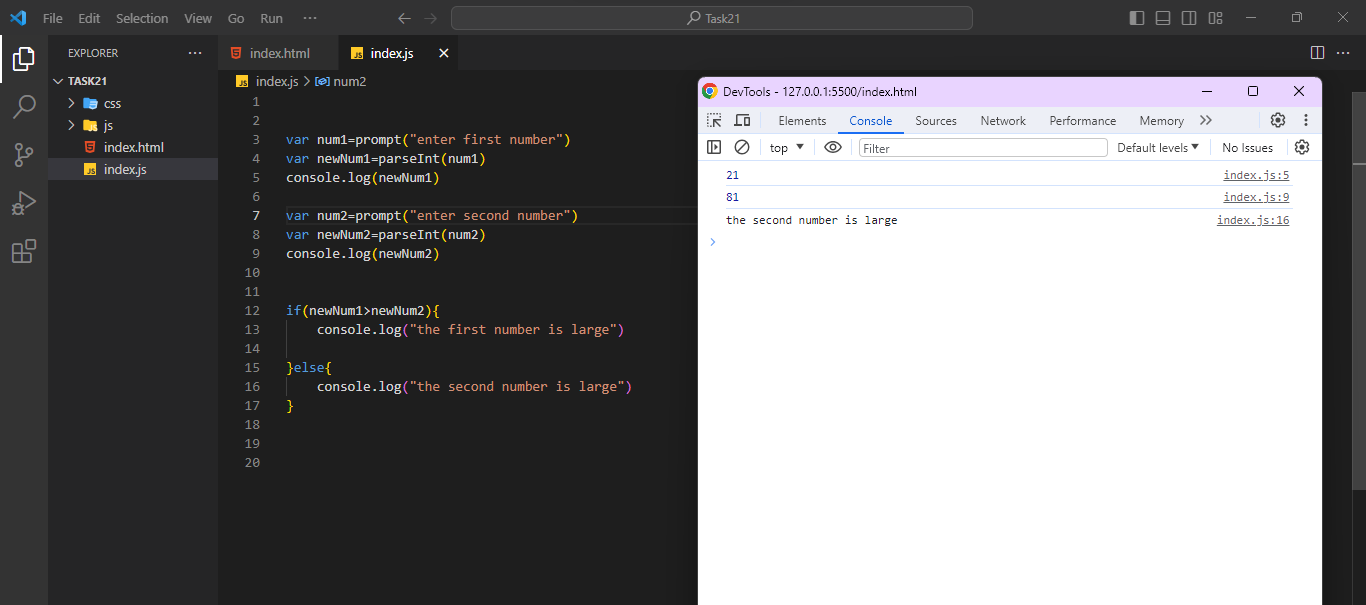 File Edit Selection View Go Run ··· Task21
EXPLORER ···
TASK21
css
js
index.html
index.js
index.html index.js
index.js > num2
1
2
3 var num1=prompt("enter first number")
4 var newNum1=parseInt(num1)
5 console.log(newNum1)
6
7 var num2=prompt("enter second number")
8 var newNum2=parseInt(num2)
9 console.log(newNum2)
10
11
12 if(newNum1>newNum2){
13 console.log("the first number is large")
14
15 }else{
16 console.log("the second number is large")
17 }
18
19
20
DevTools - 127.0.0.1:5500/index.html
Elements Console Sources Network Performance Memory
top Filter Default levels No Issues
21 index.js:5
81 index.js:9
the second number is large index.js:16